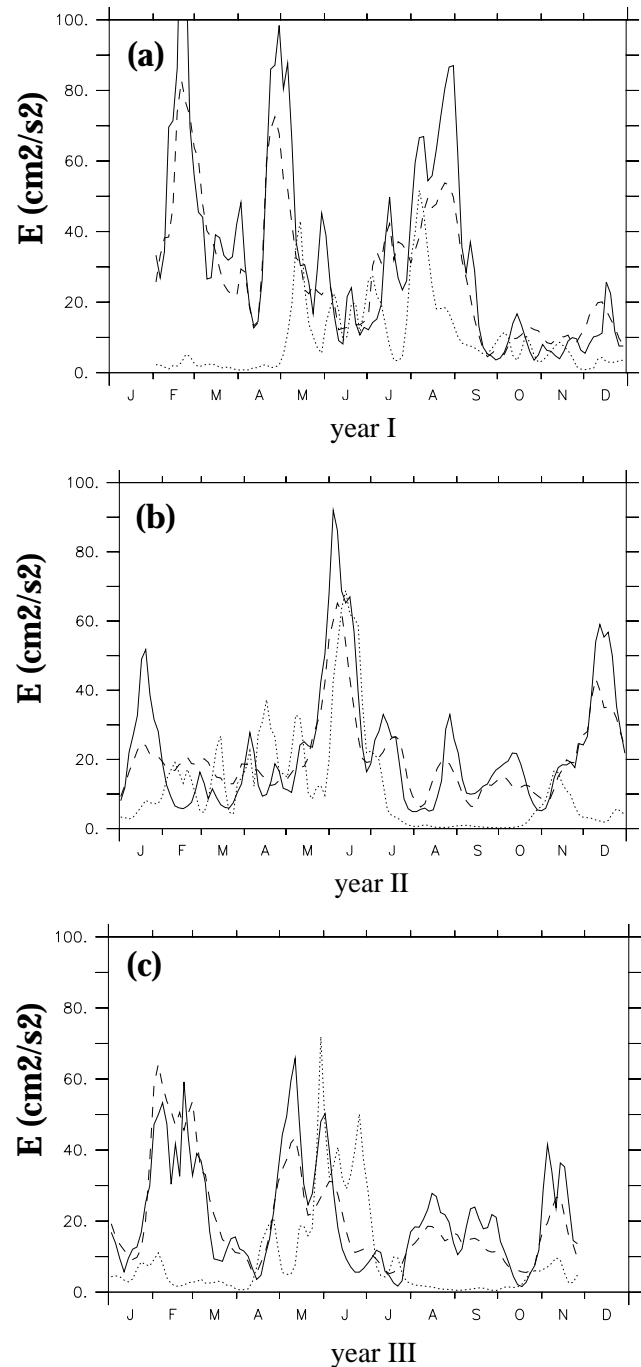 100.
(a)
80.
60.
40.
20.
0.
E (cm2/s2)
J F M A M J J A S O N D
year I
100.
(b)
80.
60.
40.
20.
0.
E (cm2/s2)
J F M A M J J A S O N D
year II
100.
(c)
80.
60.
40.
20.
0.
E (cm2/s2)
J F M A M J J A S O N D
year III